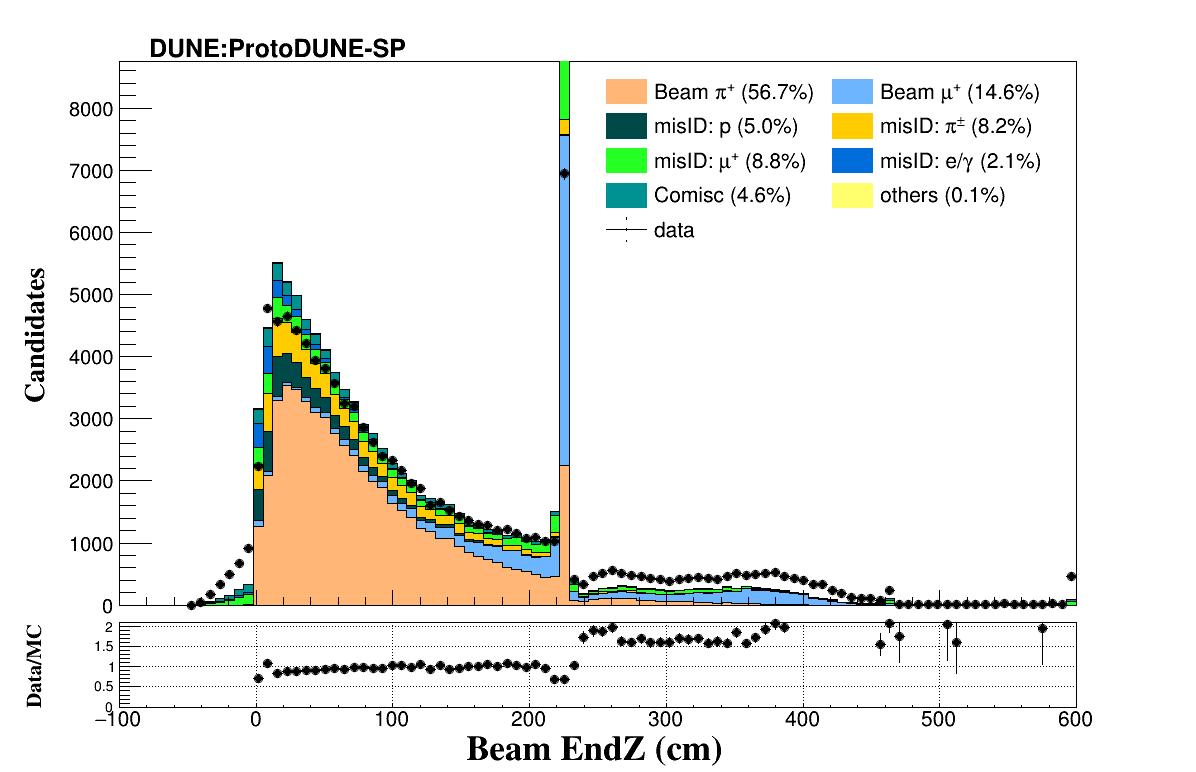 DUNE:ProtoDUNE-SP
Beam π⁺ (56.7%)
Beam μ⁺ (14.6%)
misID: p (5.0%)
misID: π± (8.2%)
misID: μ⁺ (8.8%)
misID: e/γ (2.1%)
Comisc (4.6%)
others (0.1%)
data
Candidates
8000
7000
6000
5000
4000
3000
2000
1000
0
Data/MC
2
1.5
1
0.5
0
−100 0 100 200 300 400 500 600
Beam EndZ (cm)